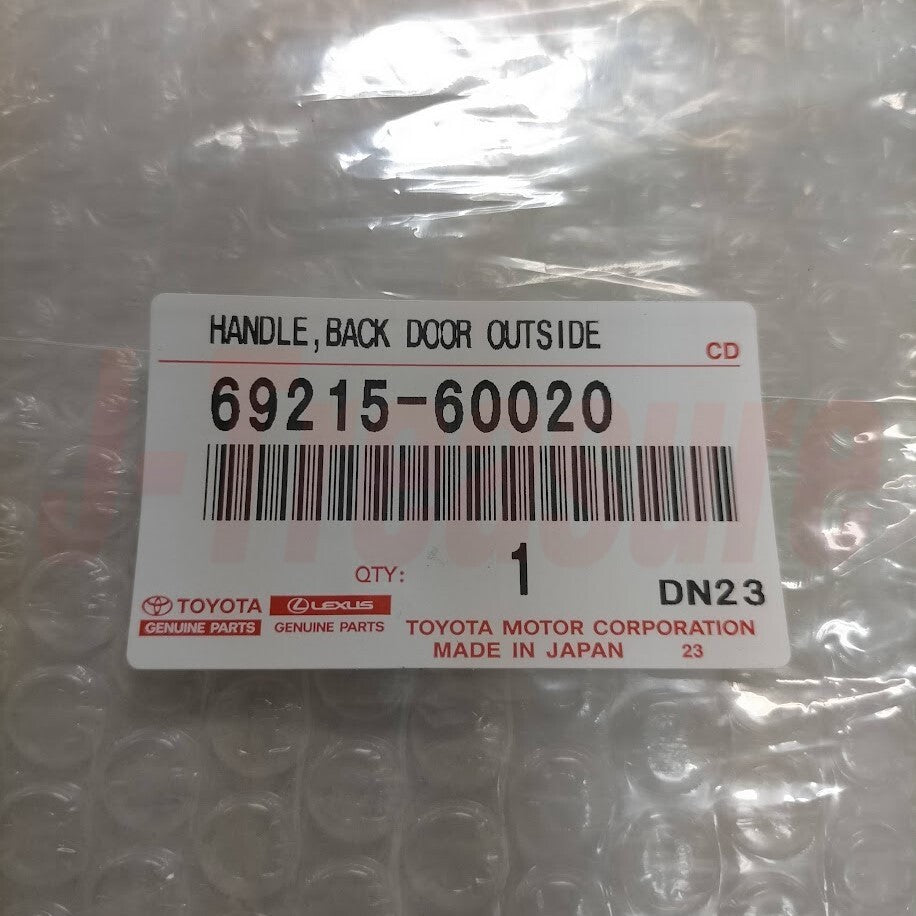 HANDLE,BACK DOOR OUTSIDE
CD
69215-60020
J-Treasure
QTY: 1
DN23
TOYOTA LEXUS
GENUINE PARTS GENUINE PARTS
TOYOTA MOTOR CORPORATION
MADE IN JAPAN 23